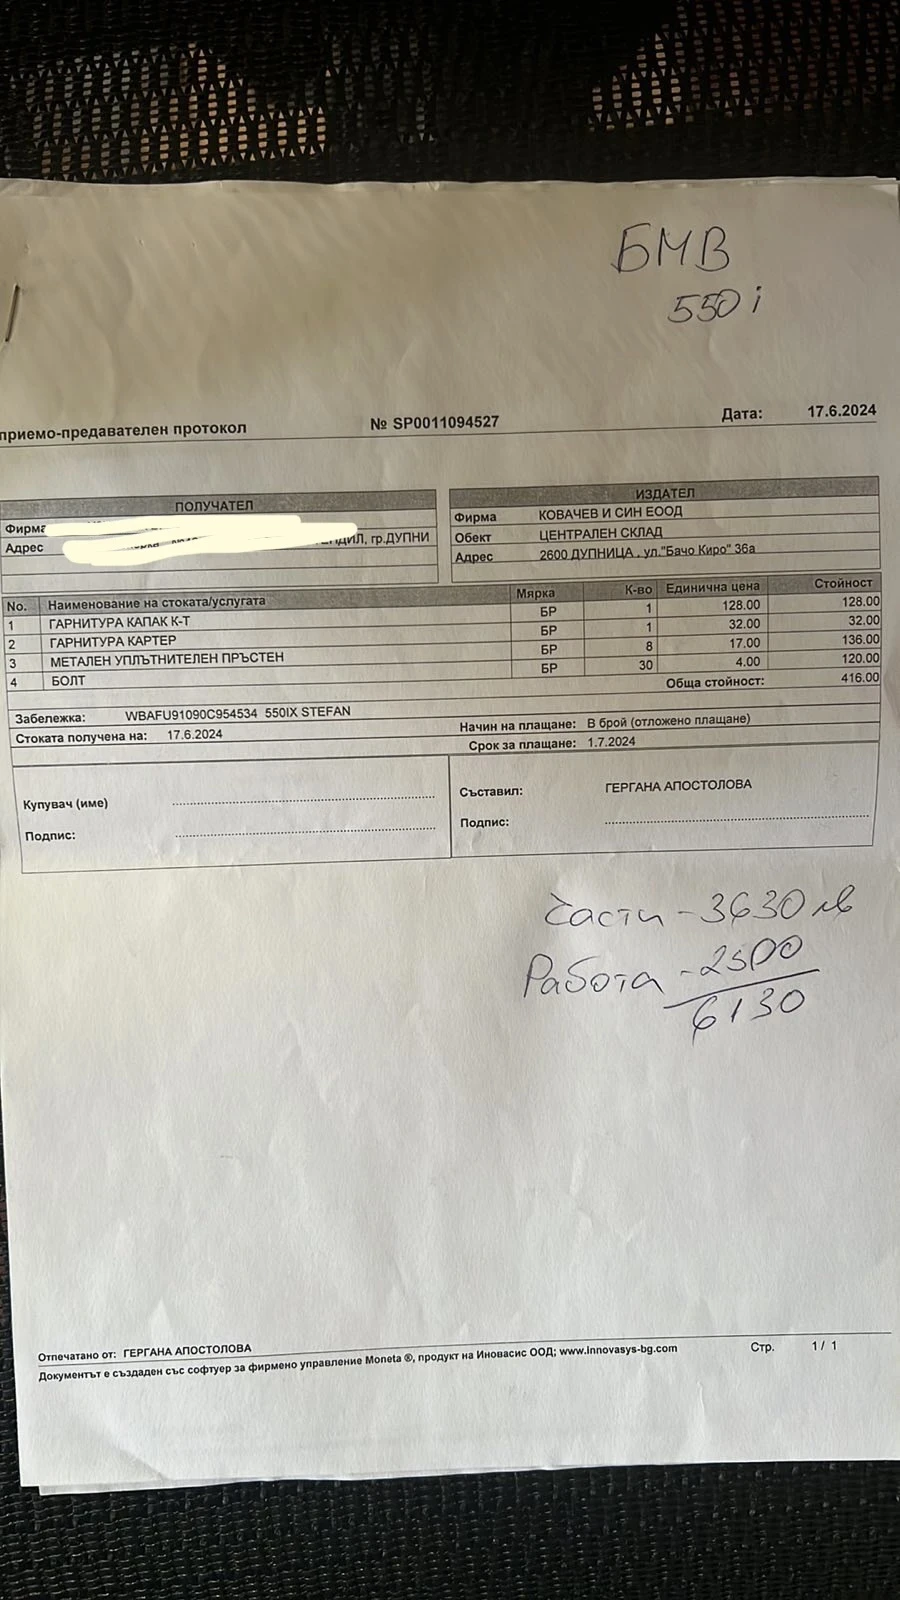 БМВ
550i
приемо-предавателен протокол № SP0011094527 Дата: 17.6.2024
ПОЛУЧАТЕЛ
Фирма
Адрес гр.ДУПНИ
ИЗДАТЕЛ
Фирма КОВАЧЕВ И СИН ЕООД
Обект ЦЕНТРАЛЕН СКЛАД
Адрес 2600 ДУПНИЦА , ул."Бачо Киро" 36а
No. Наименование на стоката/услугата Мярка К-во Единична цена Стойност
1 ГАРНИТУРА КАПАК К-Т БР 1 128.00 128.00
2 ГАРНИТУРА КАРТЕР БР 1 32.00 32.00
3 МЕТАЛЕН УПЛЪТНИТЕЛЕН ПРЪСТЕН БР 8 17.00 136.00
4 БОЛТ БР 30 4.00 120.00
Обща стойност: 416.00
Забележка: WBAFU91090C954534 550IX STEFAN
Стоката получена на: 17.6.2024
Начин на плащане: В брой (отложено плащане)
Срок за плащане: 1.7.2024
Купувач (име)
Подпис:
Съставил: ГЕРГАНА АПОСТОЛОВА
Подпис:
Части - 3630 лв
Работа - 2500
6130
Отпечатано от: ГЕРГАНА АПОСТОЛОВА Стр. 1 / 1
Документът е създаден със софтуер за фирмено управление Moneta ®, продукт на Иновасис ООД; www.innovasys-bg.com